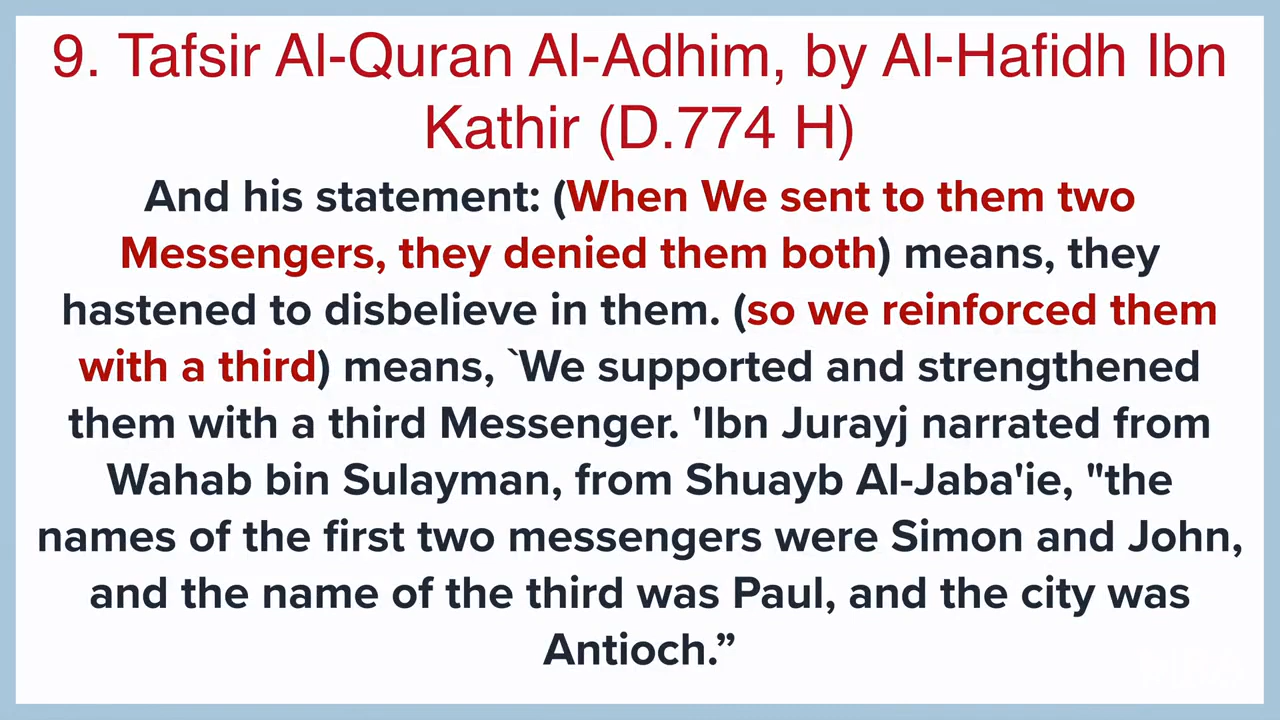 9. Tafsir Al-Quran Al-Adhim, by Al-Hafidh Ibn
Kathir (D.774 H)
And his statement: (When We sent to them two
Messengers, they denied them both) means, they
hastened to disbelieve in them. (so we reinforced them
with a third) means, `We supported and strengthened
them with a third Messenger. 'Ibn Jurayj narrated from
Wahab bin Sulayman, from Shuayb Al-Jaba'ie, "the
names of the first two messengers were Simon and John,
and the name of the third was Paul, and the city was
Antioch.”